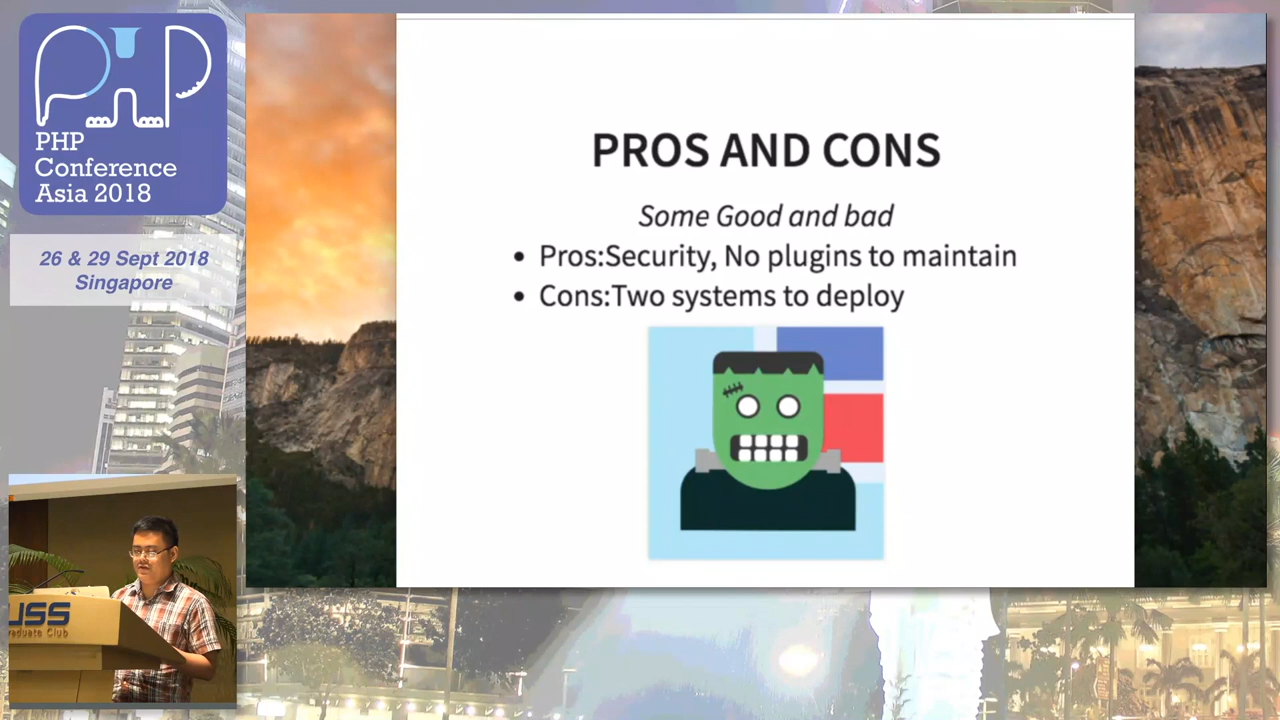 PHP
Conference
Asia 2018
26 & 29 Sept 2018
Singapore
PROS AND CONS
Some Good and bad
• Pros:Security, No plugins to maintain
• Cons:Two systems to deploy
USS
Graduate Club